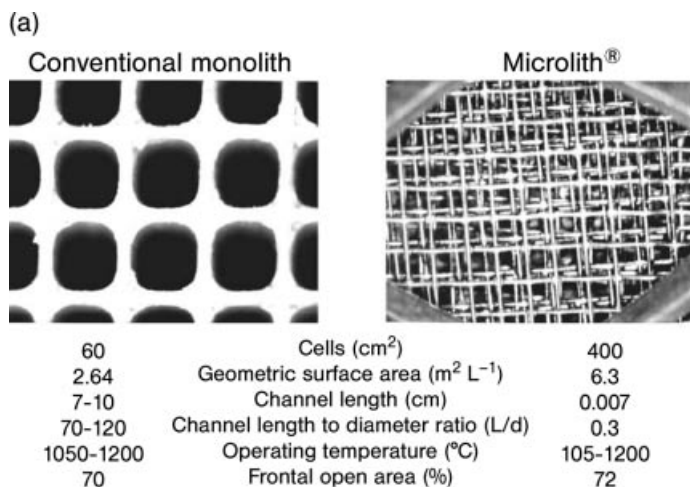 (a)
Conventional monolith Microlith®
60 Cells (cm²) 400
2.64 Geometric surface area (m² L⁻¹) 6.3
7-10 Channel length (cm) 0.007
70-120 Channel length to diameter ratio (L/d) 0.3
1050-1200 Operating temperature (ºC) 105-1200
70 Frontal open area (%) 72